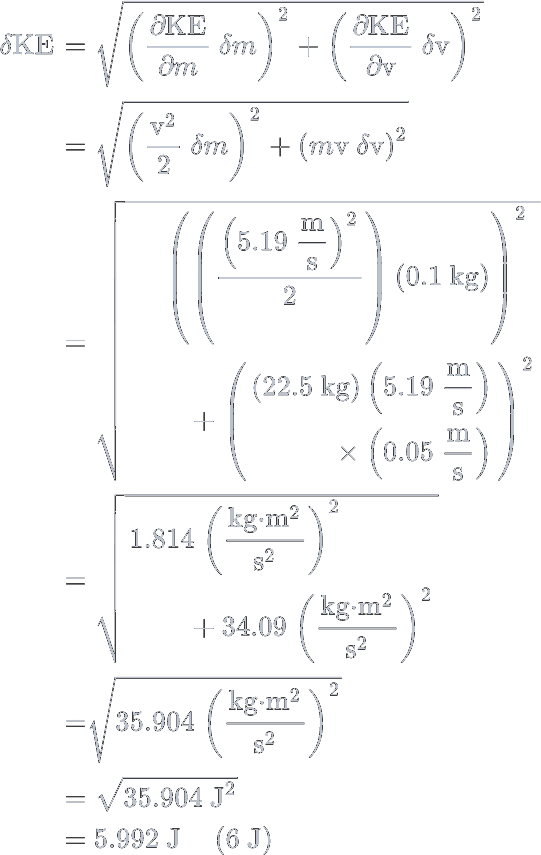 δKE = √( (∂KE/∂m δm)² + (∂KE/∂v δv)² )
= √( (v²/2 δm)² + (mv δv)² )
= √( (((5.19 m/s)²/2) (0.1 kg))²
+ ((22.5 kg) (5.19 m/s)
× (0.05 m/s))² )
= √( 1.814 (kg·m²/s²)²
+ 34.09 (kg·m²/s²)² )
= √( 35.904 (kg·m²/s²)² )
= √( 35.904 J² )
= 5.992 J (6 J)